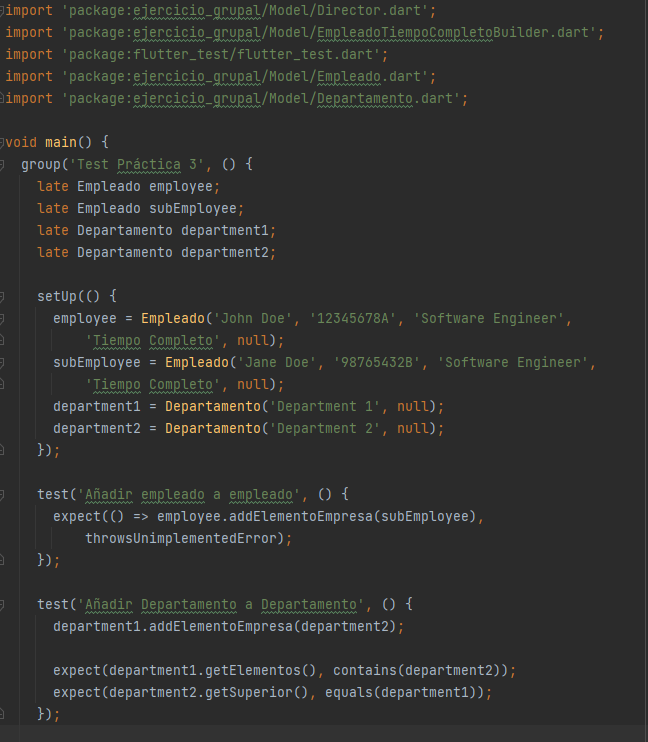 import 'package:ejercicio_grupal/Model/Director.dart';
import 'package:ejercicio_grupal/Model/EmpleadoTiempoCompletoBuilder.dart';
import 'package:flutter_test/flutter_test.dart';
import 'package:ejercicio_grupal/Model/Empleado.dart';
import 'package:ejercicio_grupal/Model/Departamento.dart';

void main() {
  group('Test Práctica 3', () {
    late Empleado employee;
    late Empleado subEmployee;
    late Departamento department1;
    late Departamento department2;

    setUp(() {
      employee = Empleado('John Doe', '12345678A', 'Software Engineer',
          'Tiempo Completo', null);
      subEmployee = Empleado('Jane Doe', '98765432B', 'Software Engineer',
          'Tiempo Completo', null);
      department1 = Departamento('Department 1', null);
      department2 = Departamento('Department 2', null);
    });

    test('Añadir empleado a empleado', () {
      expect(() => employee.addElementoEmpresa(subEmployee),
          throwsUnimplementedError);
    });

    test('Añadir Departamento a Departamento', () {
      department1.addElementoEmpresa(department2);

      expect(department1.getElementos(), contains(department2));
      expect(department2.getSuperior(), equals(department1));
    });